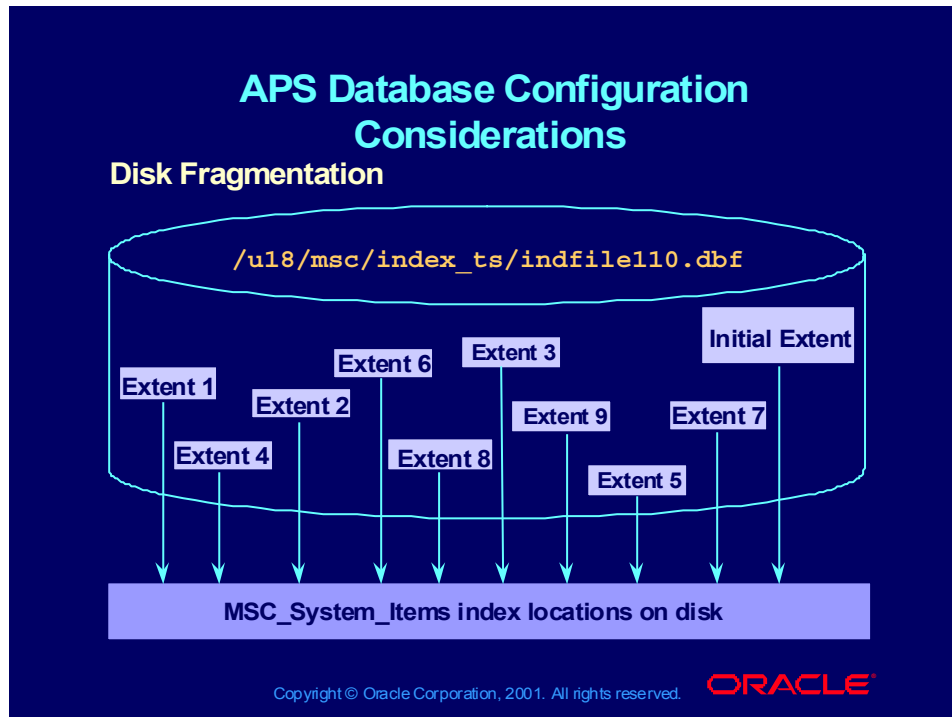 APS Database Configuration
Considerations
Disk Fragmentation
/u18/msc/index_ts/indfile110.dbf
Initial Extent
Extent 3
Extent 6
Extent 1
Extent 2
Extent 9
Extent 7
Extent 4
Extent 8
Extent 5
MSC_System_Items index locations on disk
Copyright © Oracle Corporation, 2001. All rights reserved.
ORACLE®